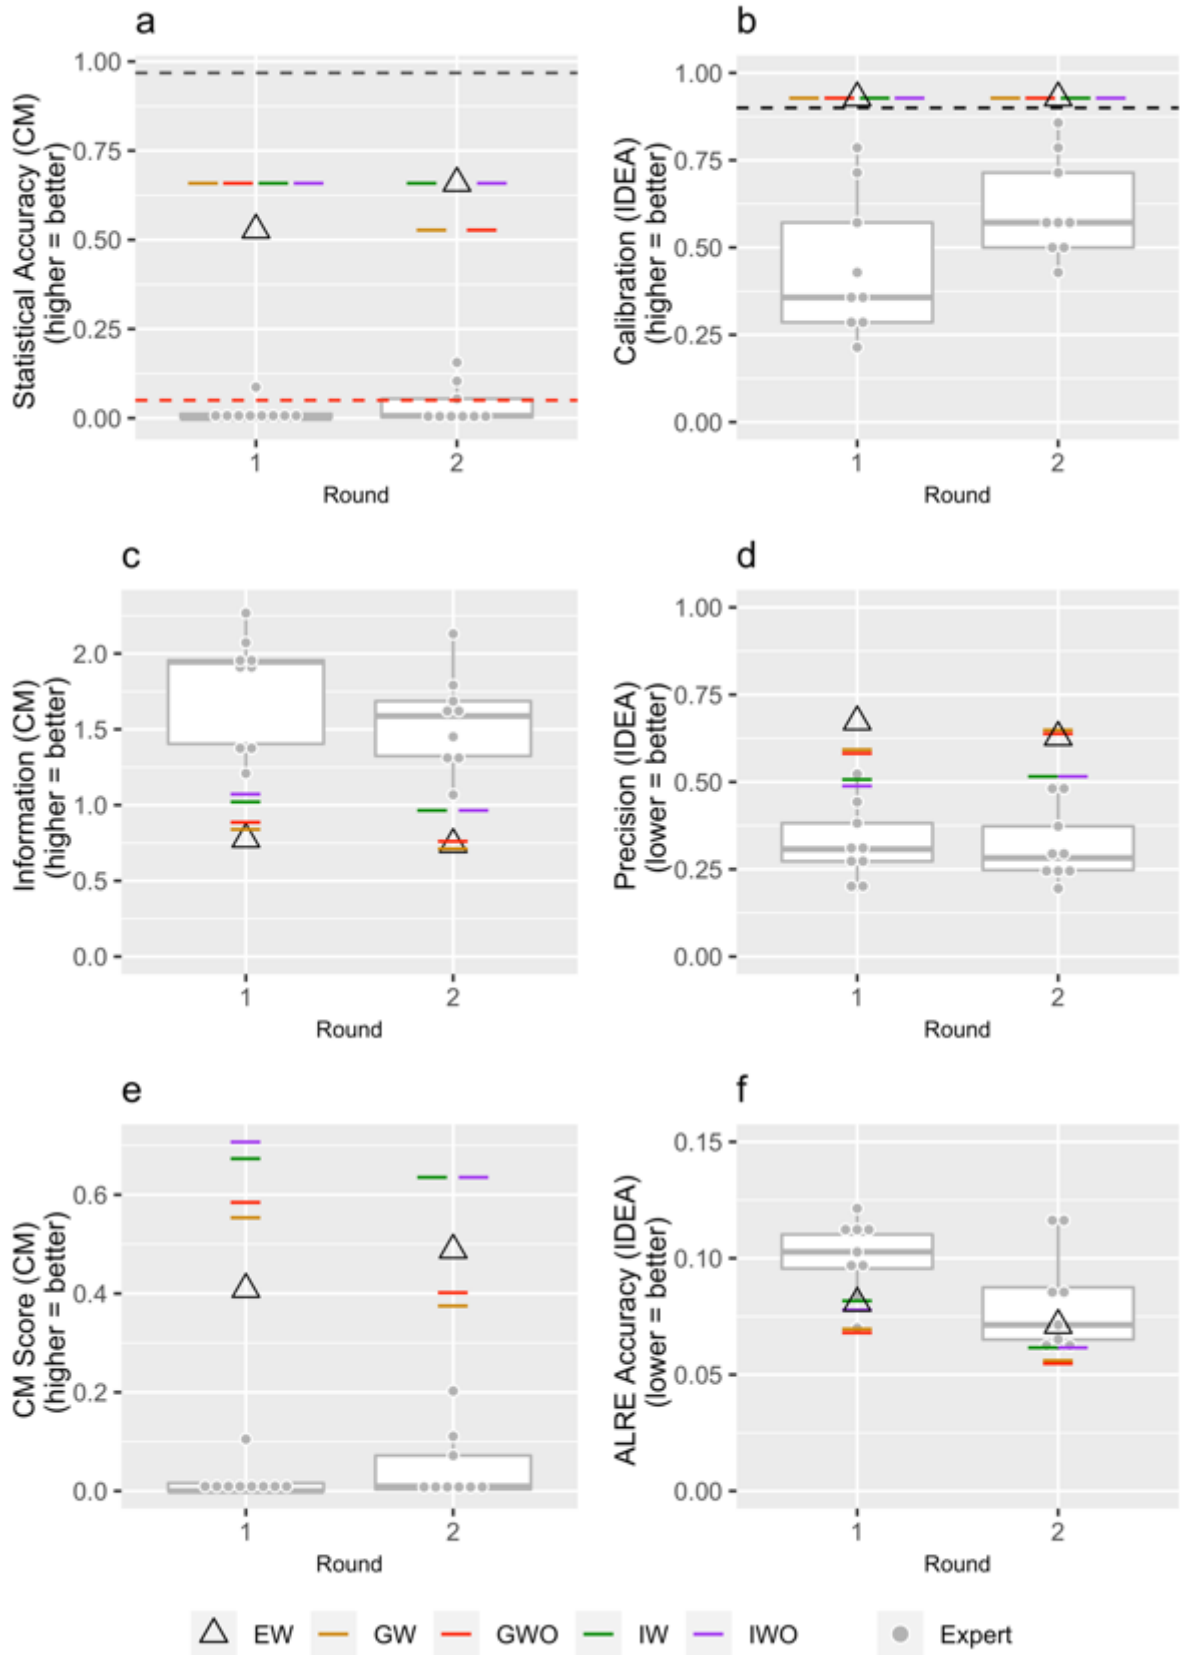 a
Statistical Accuracy (CM)
(higher = better)
1.00
0.75
0.50
0.25
0.00
1
2
Round
b
Calibration (IDEA)
(higher = better)
1.00
0.75
0.50
0.25
0.00
1
2
Round
c
Information (CM)
(higher = better)
2.0
1.5
1.0
0.5
0.0
1
2
Round
d
Precision (IDEA)
(lower = better)
1.00
0.75
0.50
0.25
0.00
1
2
Round
e
CM Score (CM)
(higher = better)
0.6
0.4
0.2
0.0
1
2
Round
f
ALRE Accuracy (IDEA)
(lower = better)
0.15
0.10
0.05
0.00
1
2
Round
EW GW GWO IW IWO Expert